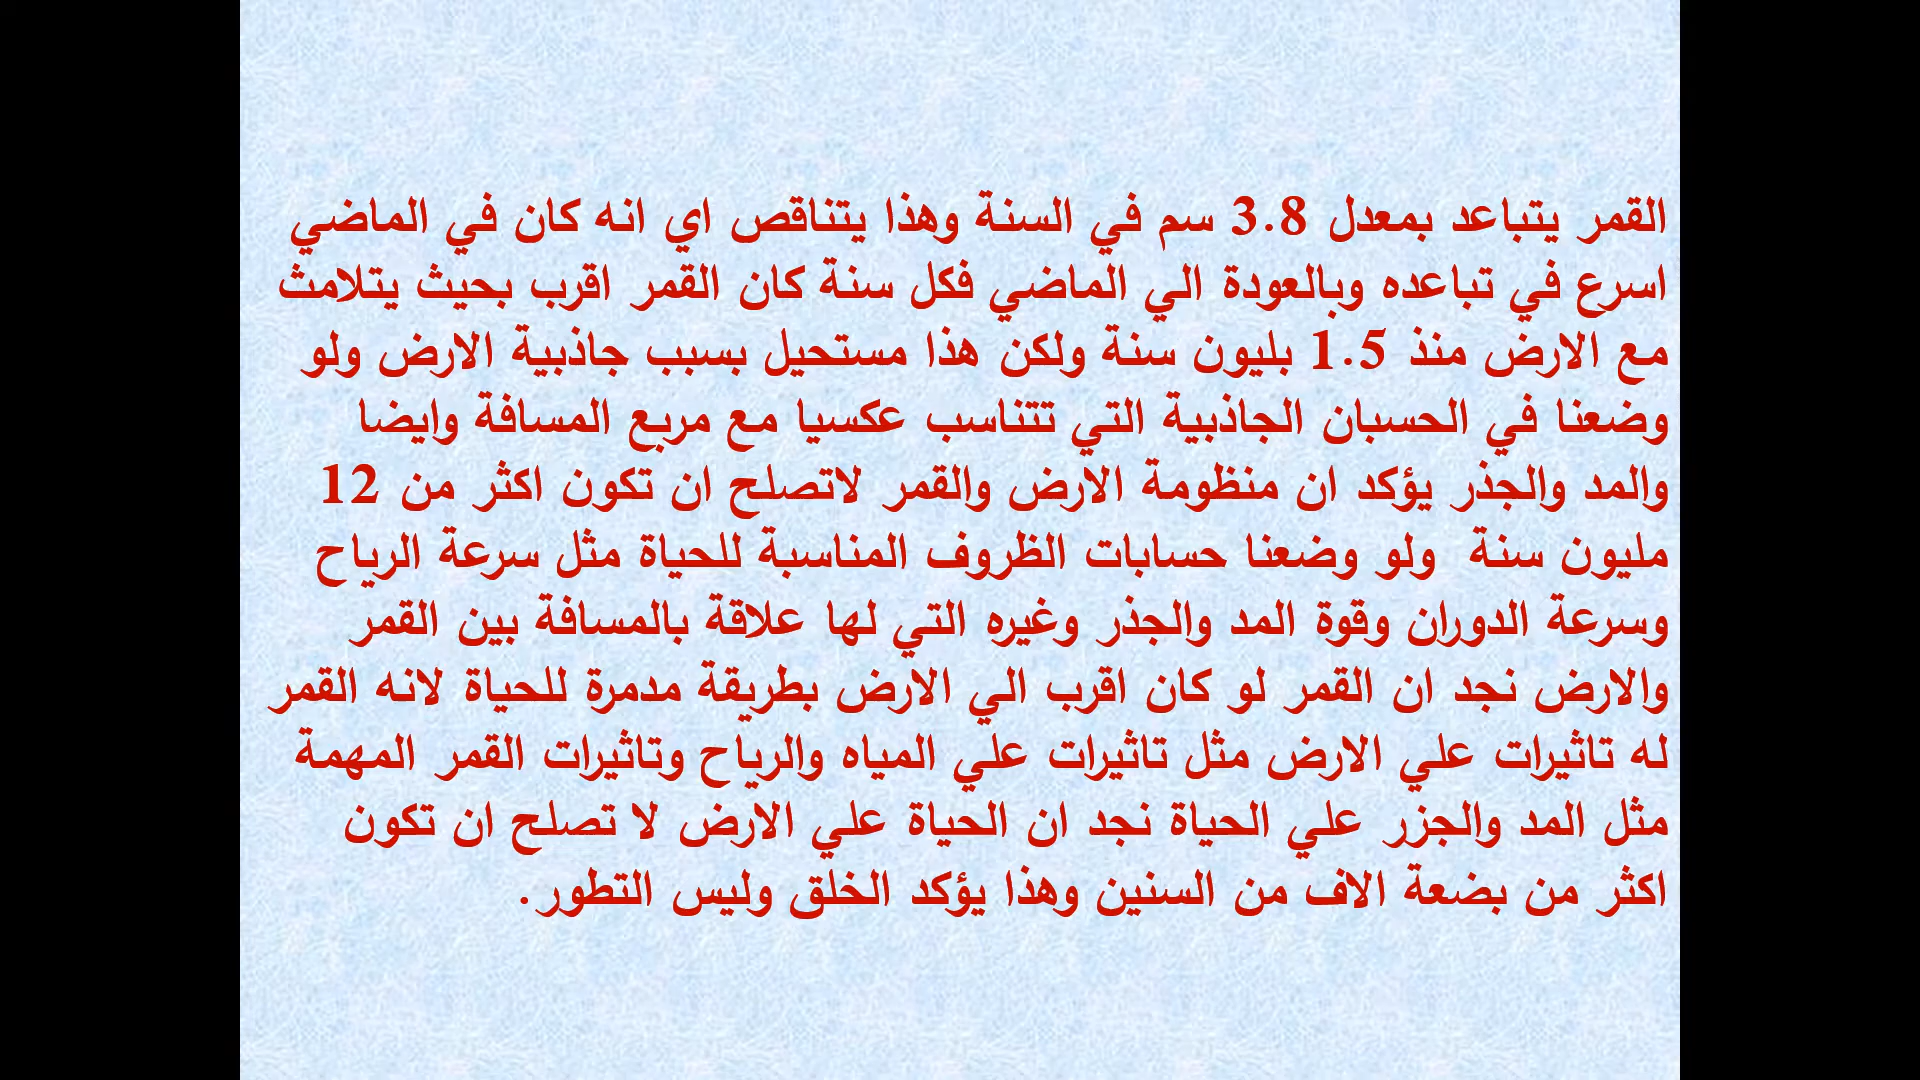 القمر يتباعد بمعدل 3.8 سم في السنة وهذا يتناقص اي انه كان في الماضي
اسرع في تباعده وبالعودة الي الماضي فكل سنة كان القمر اقرب بحيث يتلامث
مع الارض منذ 1.5 بليون سنة ولكن هذا مستحيل بسبب جاذبية الارض ولو
وضعنا في الحسبان الجاذبية التي تتناسب عكسيا مع مربع المسافة وايضا
والمد والجذر يؤكد ان منظومة الارض والقمر لاتصلح ان تكون اكثر من 12
مليون سنة ولو وضعنا حسابات الظروف المناسبة للحياة مثل سرعة الرياح
وسرعة الدوران وقوة المد والجذر وغيره التي لها علاقة بالمسافة بين القمر
والارض نجد ان القمر لو كان اقرب الي الارض بطريقة مدمرة للحياة لانه القمر
له تاثيرات علي الارض مثل تاثيرات علي المياه والرياح وتاثيرات القمر المهمة
مثل المد والجزر علي الحياة نجد ان الحياة علي الارض لا تصلح ان تكون
اكثر من بضعة الاف من السنين وهذا يؤكد الخلق وليس التطور.